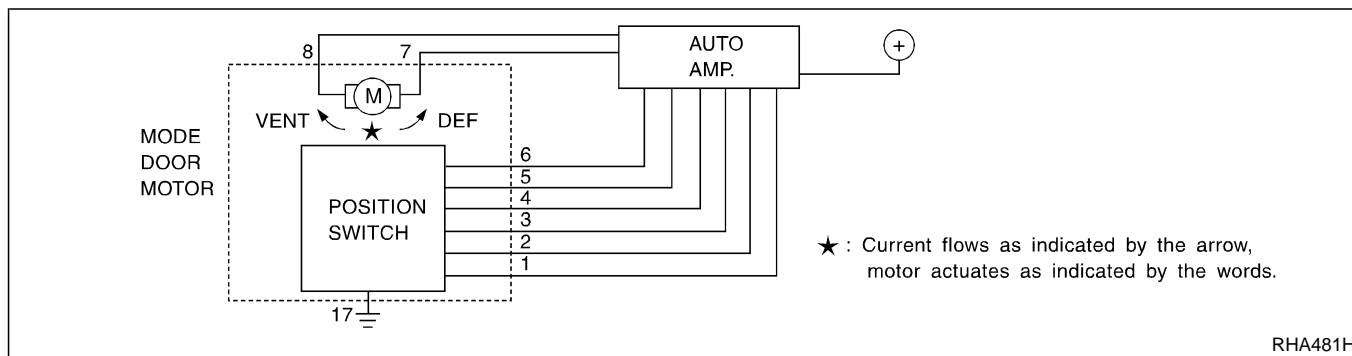 8
7
AUTO
AMP.
+
M
VENT
★
DEF
MODE
DOOR
MOTOR
6
5
4
3
2
1
POSITION
SWITCH
17
★ : Current flows as indicated by the arrow,
motor actuates as indicated by the words.
RHA481H